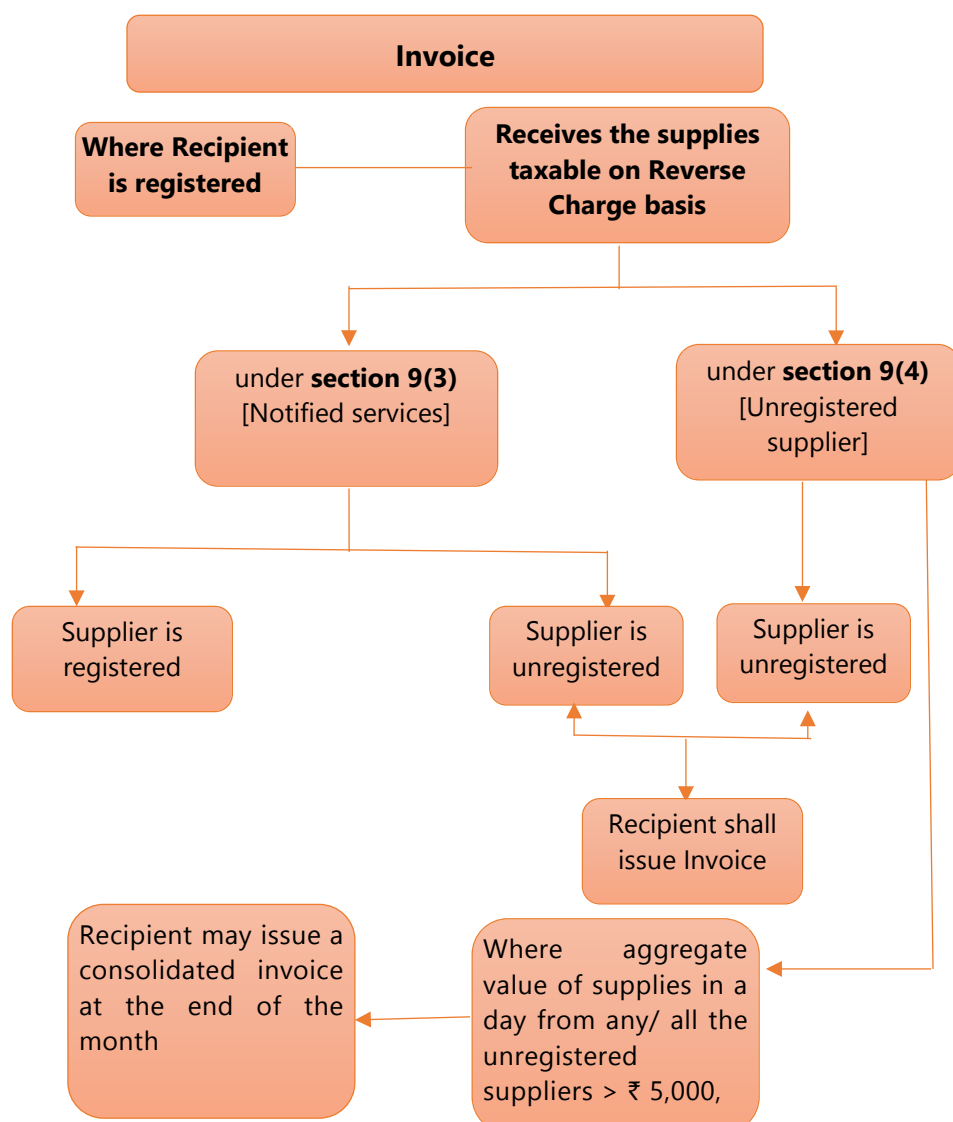 Invoice
Where Recipient
is registered
Receives the supplies
taxable on Reverse
Charge basis
under section 9(3)
[Notified services]
under section 9(4)
[Unregistered
supplier]
Supplier is
registered
Supplier is
unregistered
Supplier is
unregistered
Recipient shall
issue Invoice
Recipient may issue a
consolidated invoice
at the end of the
month
Where aggregate
value of supplies in a
day from any/ all the
unregistered
suppliers > ₹ 5,000,